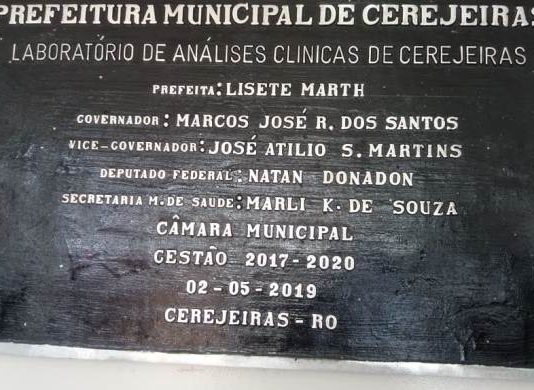 PREFEITURA MUNICIPAL DE CEREJEIRAS
LABORATÓRIO DE ANÁLISES CLINICAS DE CEREJEIRAS
PREFEITA: LISETE MARTH
GOVERNADOR: MARCOS JOSÉ R. DOS SANTOS
VICE-GOVERNADOR: JOSÉ ATILIO S. MARTINS
DEPUTADO FEDERAL: NATAN DONADON
SECRETARIA M. DE SAUDE: MARLI K. DE SOUZA
CÂMARA MUNICIPAL
GESTÃO 2017-2020
02-05-2019
CEREJEIRAS-RO